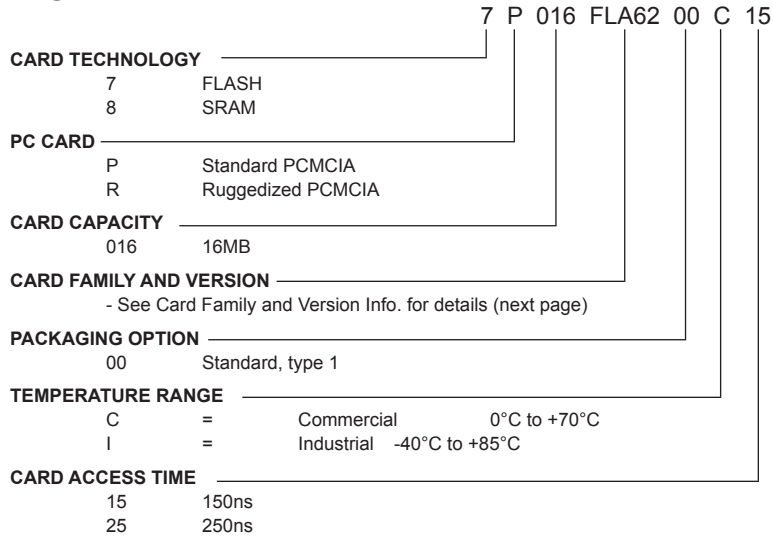 7 P 016 FLA62 00 C 15
CARD TECHNOLOGY
7 FLASH
8 SRAM
PC CARD
P Standard PCMCIA
R Ruggedized PCMCIA
CARD CAPACITY
016 16MB
CARD FAMILY AND VERSION
- See Card Family and Version Info. for details (next page)
PACKAGING OPTION
00 Standard, type 1
TEMPERATURE RANGE
C = Commercial 0°C to +70°C
I = Industrial -40°C to +85°C
CARD ACCESS TIME
15 150ns
25 250ns